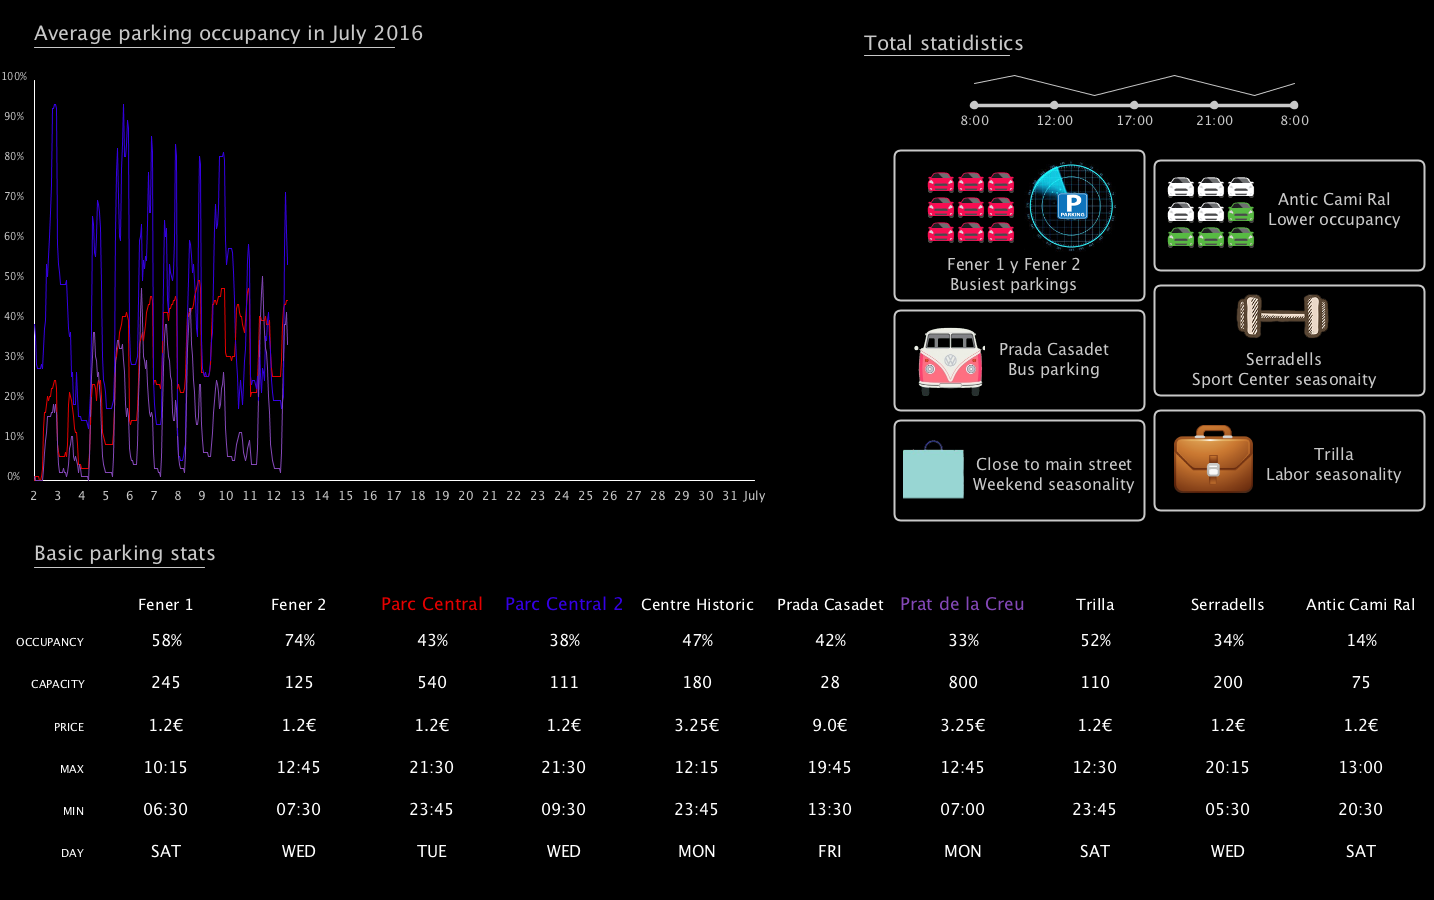 Average parking occupancy in July 2016
100%
90%
80%
70%
60%
50%
40%
30%
20%
10%
0%
2 3 4 5 6 7 8 9 10 11 12 13 14 15 16 17 18 19 20 21 23 24 25 26 27 28 29 30 31 July
Total statidistics
8:00 12:00 17:00 21:00 8:00
P
PARKING
Fener 1 y Fener 2
Busiest parkings
Antic Cami Ral
Lower occupancy
Prada Casadet
Bus parking
Serradells
Sport Center seasonaity
Close to main street
Weekend seasonality
Trilla
Labor seasonality
Basic parking stats
Fener 1 Fener 2 Parc Central Parc Central 2 Centre Historic Prada Casadet Prat de la Creu Trilla Serradells Antic Cami Ral
OCCUPANCY 58% 74% 43% 38% 47% 42% 33% 52% 34% 14%
CAPACITY 245 125 540 111 180 28 800 110 200 75
PRICE 1.2€ 1.2€ 1.2€ 1.2€ 3.25€ 9.0€ 3.25€ 1.2€ 1.2€ 1.2€
MAX 10:15 12:45 21:30 21:30 12:15 19:45 12:45 12:30 20:15 13:00
MIN 06:30 07:30 23:45 09:30 23:45 13:30 07:00 23:45 05:30 20:30
DAY SAT WED TUE WED MON FRI MON SAT WED SAT